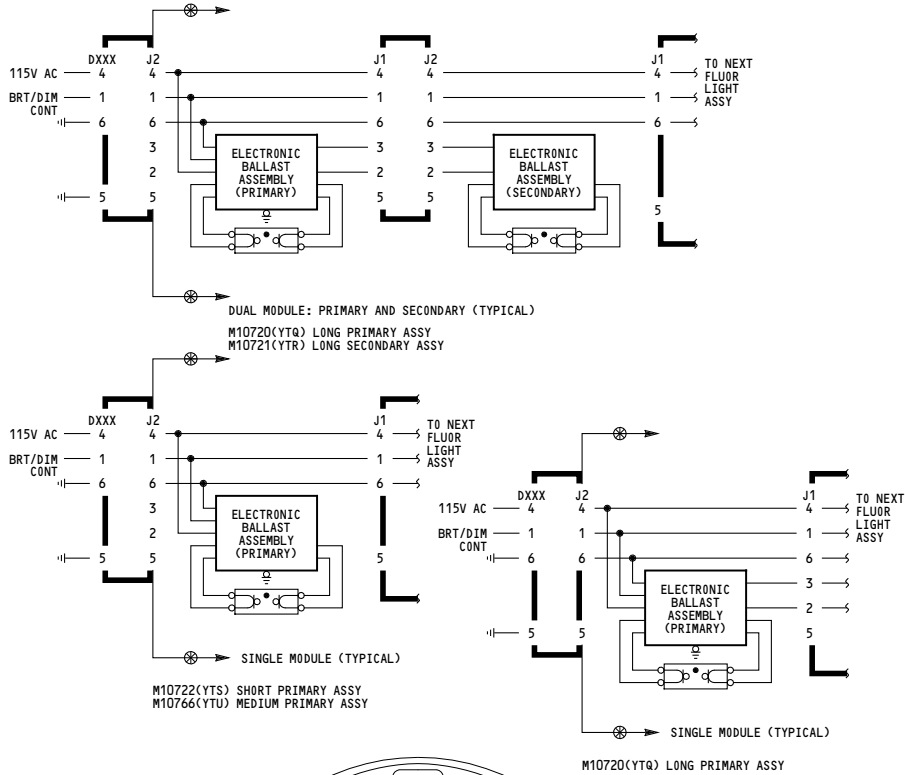 DXXX J2 J1 J2 J1
115V AC 4 4 4 4 4 TO NEXT
FLUOR
LIGHT
ASSY
BRT/DIM
CONT
1 1 1 1 1
6 6 6 6 6
3 3 3
2 2 2
5 5 5 5 5
ELECTRONIC
BALLAST
ASSEMBLY
(PRIMARY)
ELECTRONIC
BALLAST
ASSEMBLY
(SECONDARY)
DUAL MODULE: PRIMARY AND SECONDARY (TYPICAL)
M10720(YTQ) LONG PRIMARY ASSY
M10721(YTR) LONG SECONDARY ASSY
DXXX J2 J1
115V AC 4 4 4 TO NEXT
FLUOR
LIGHT
ASSY
BRT/DIM
CONT
1 1 1
6 6 6
3
2
5 5 5
ELECTRONIC
BALLAST
ASSEMBLY
(PRIMARY)
SINGLE MODULE (TYPICAL)
M10722(YTS) SHORT PRIMARY ASSY
M10766(YTU) MEDIUM PRIMARY ASSY
DXXX J2 J1
115V AC 4 4 4 TO NEXT
FLUOR
LIGHT
ASSY
BRT/DIM
CONT
1 1 1
6 6 6
3
2
5 5 5
ELECTRONIC
BALLAST
ASSEMBLY
(PRIMARY)
SINGLE MODULE (TYPICAL)
M10720(YTQ) LONG PRIMARY ASSY